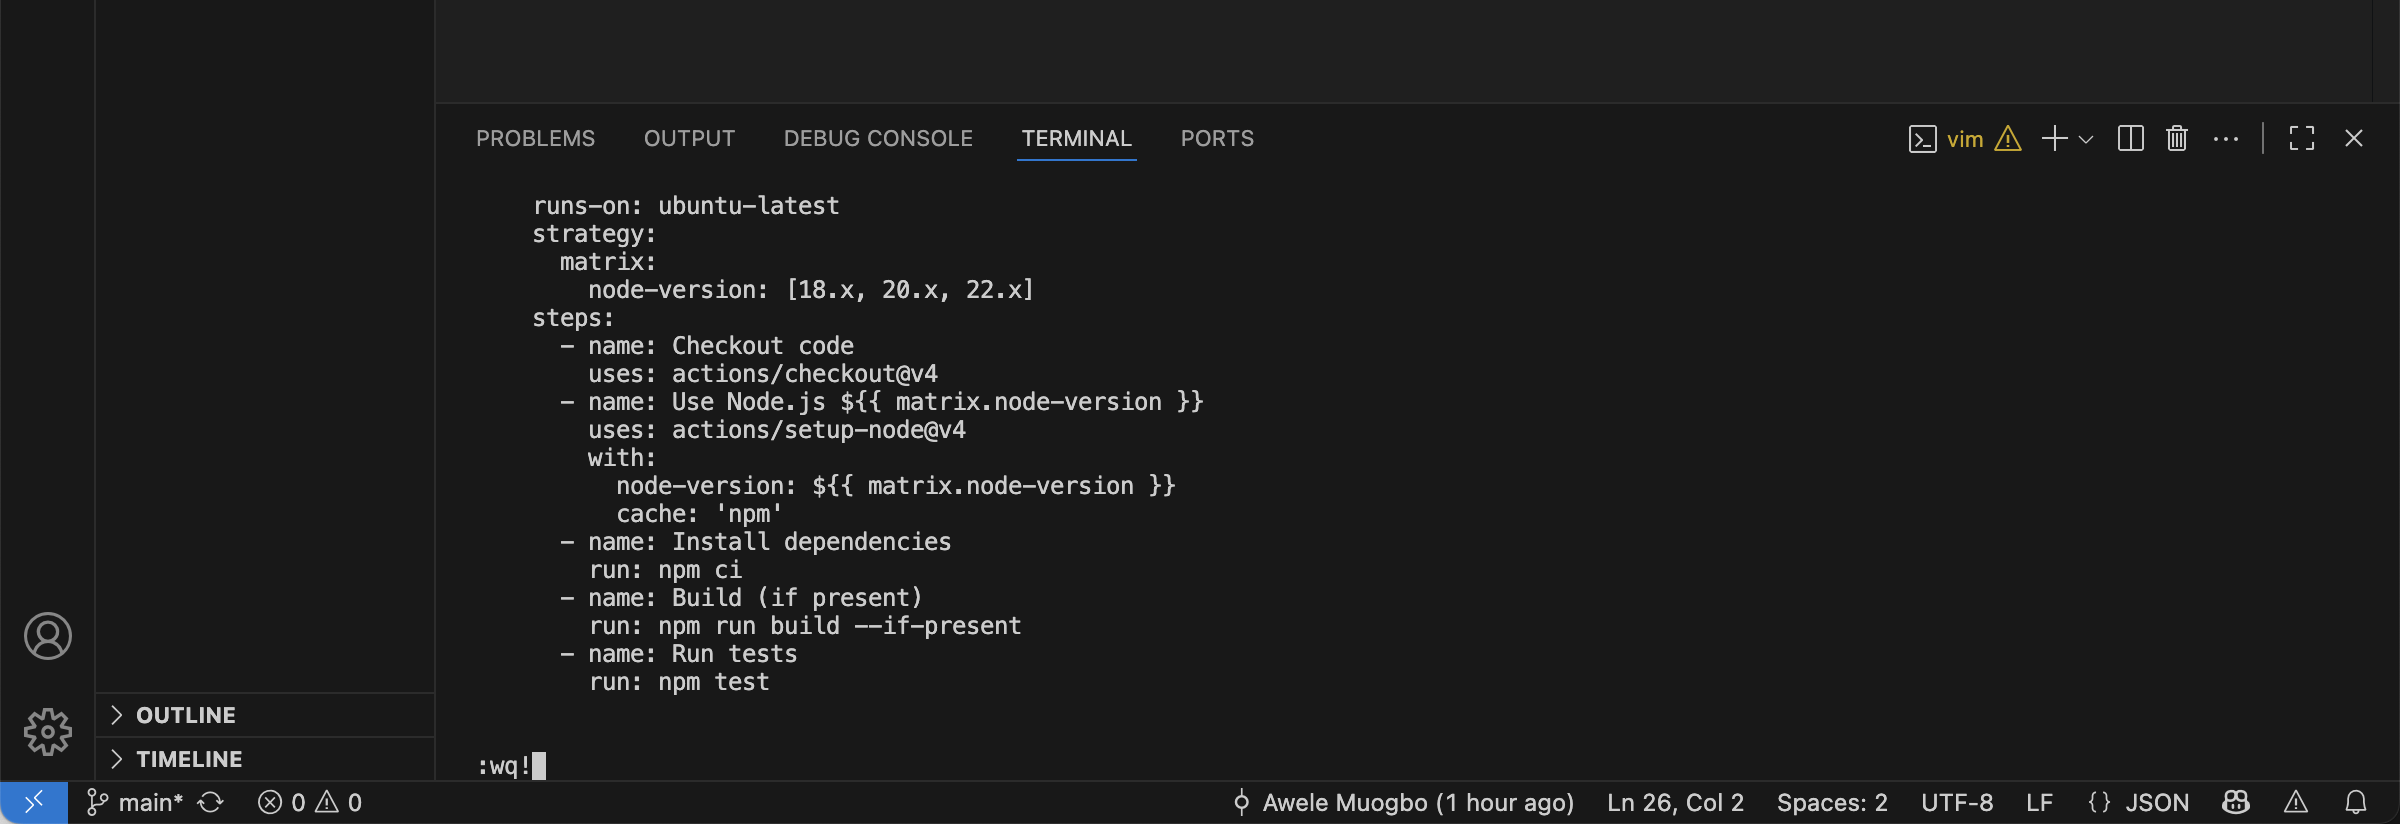 PROBLEMS OUTPUT DEBUG CONSOLE TERMINAL PORTS vim
    runs-on: ubuntu-latest
    strategy:
      matrix:
        node-version: [18.x, 20.x, 22.x]
    steps:
      - name: Checkout code
        uses: actions/checkout@v4
      - name: Use Node.js ${{ matrix.node-version }}
        uses: actions/setup-node@v4
        with:
          node-version: ${{ matrix.node-version }}
          cache: 'npm'
      - name: Install dependencies
        run: npm ci
      - name: Build (if present)
        run: npm run build --if-present
      - name: Run tests
        run: npm test
OUTLINE
TIMELINE
:wq!
main* 0 0 Awele Muogbo (1 hour ago) Ln 26, Col 2 Spaces: 2 UTF-8 LF {} JSON